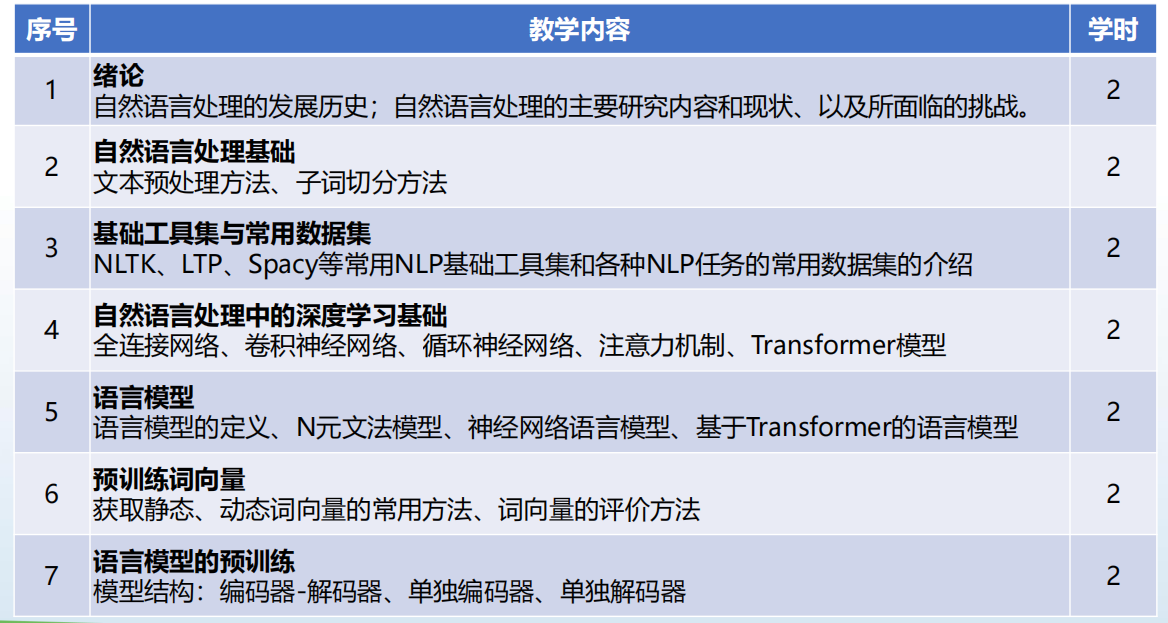 序号 教学内容 学时
1 绪论 2
自然语言处理的发展历史；自然语言处理的主要研究内容和现状、以及所面临的挑战。
2 自然语言处理基础 2
文本预处理方法、子词切分方法
3 基础工具集与常用数据集 2
NLTK、LTP、Spacy等常用NLP基础工具集和各种NLP任务的常用数据集的介绍
4 自然语言处理中的深度学习基础 2
全连接网络、卷积神经网络、循环神经网络、注意力机制、Transformer模型
5 语言模型 2
语言模型的定义、N元文法模型、神经网络语言模型、基于Transformer的语言模型
6 预训练词向量 2
获取静态、动态词向量的常用方法、词向量的评价方法
7 语言模型的预训练 2
模型结构：编码器-解码器、单独编码器、单独解码器